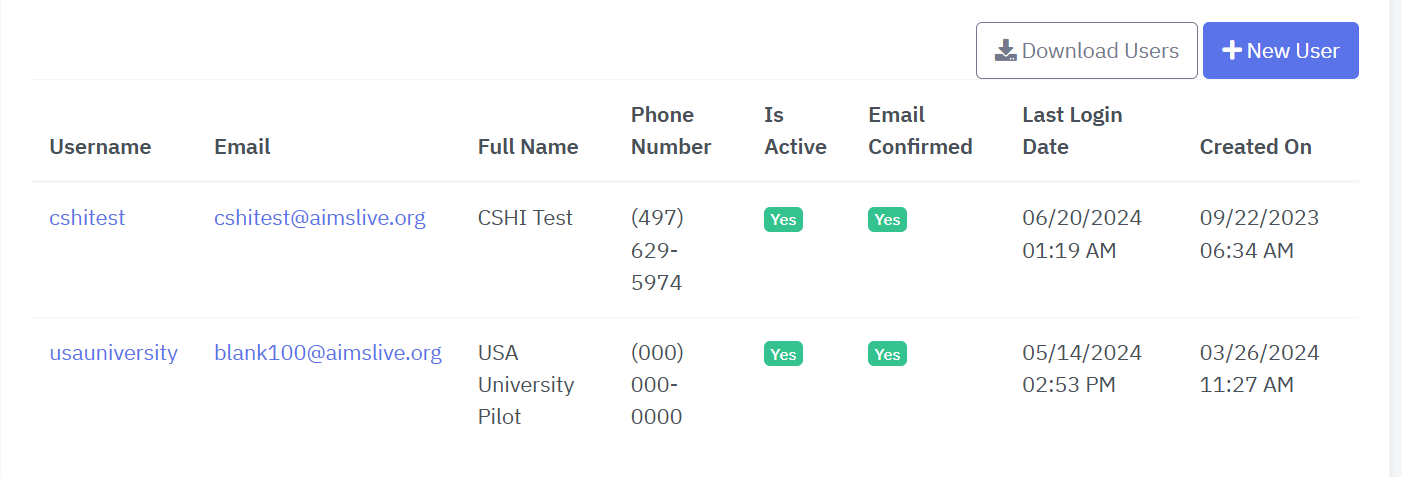 Download Users
New User
Username Email Full Name Phone Number Is Active Email Confirmed Last Login Date Created On
cshitest cshitest@aimslive.org CSHI Test (497) 629-5974 Yes Yes 06/20/2024 01:19 AM 09/22/2023 06:34 AM
usauniversity blank100@aimslive.org USA University Pilot (000) 000-0000 Yes Yes 05/14/2024 02:53 PM 03/26/2024 11:27 AM